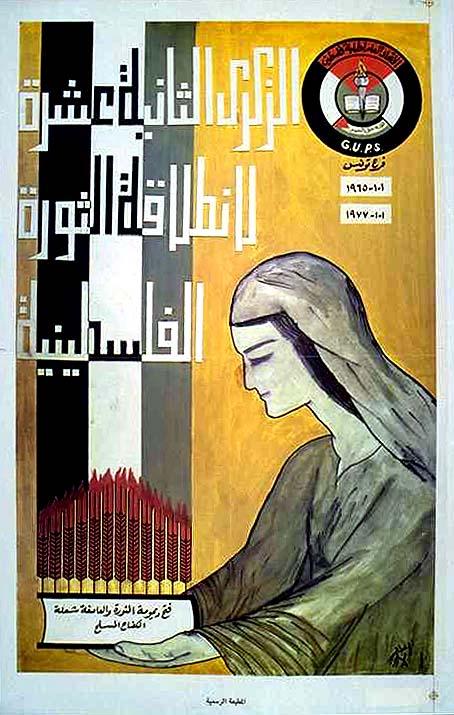 الذكرى الثانية عشرة
لانطلاقة الثورة
الفلسطينية
G.U.P.S.
فرع تونس
١-١-١٩٦٥
١-١-١٩٧٧
فتح ديمومة الثورة والعاصفة شعلة
الكفاح المسلح
المطبعة الرسمية